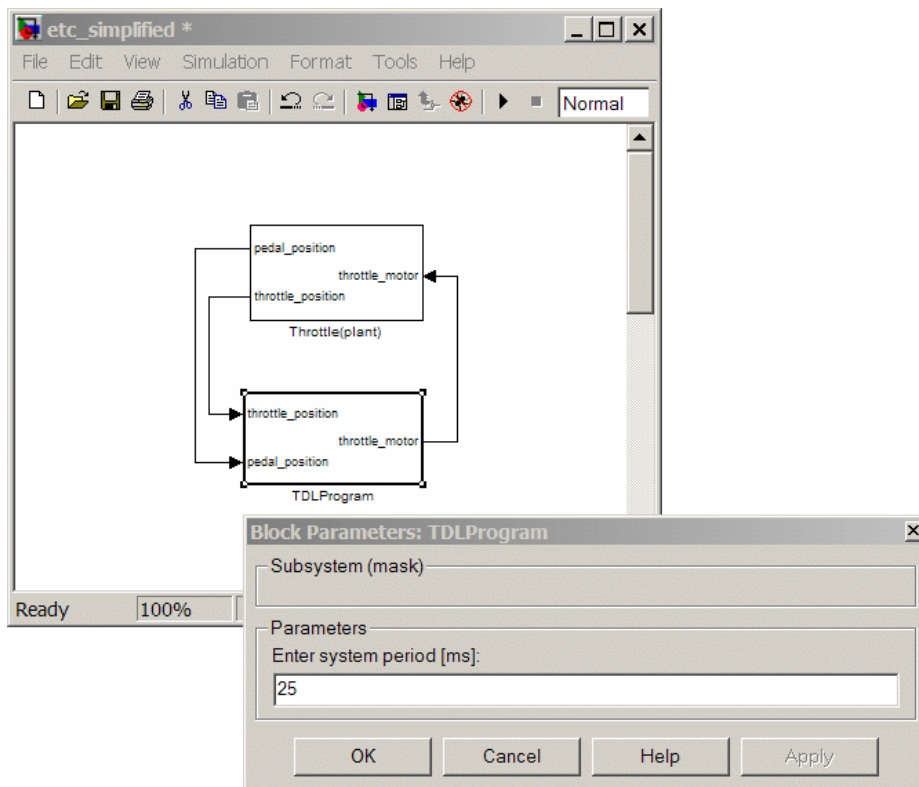 etc_simplified *
File Edit View Simulation Format Tools Help
Normal
pedal_position
throttle_motor
throttle_position
Throttle(plant)
throttle_position
throttle_motor
pedal_position
TDLProgram
Ready 100%
Block Parameters: TDLProgram
Subsystem (mask)
Parameters
Enter system period [ms]:
25
OK Cancel Help Apply